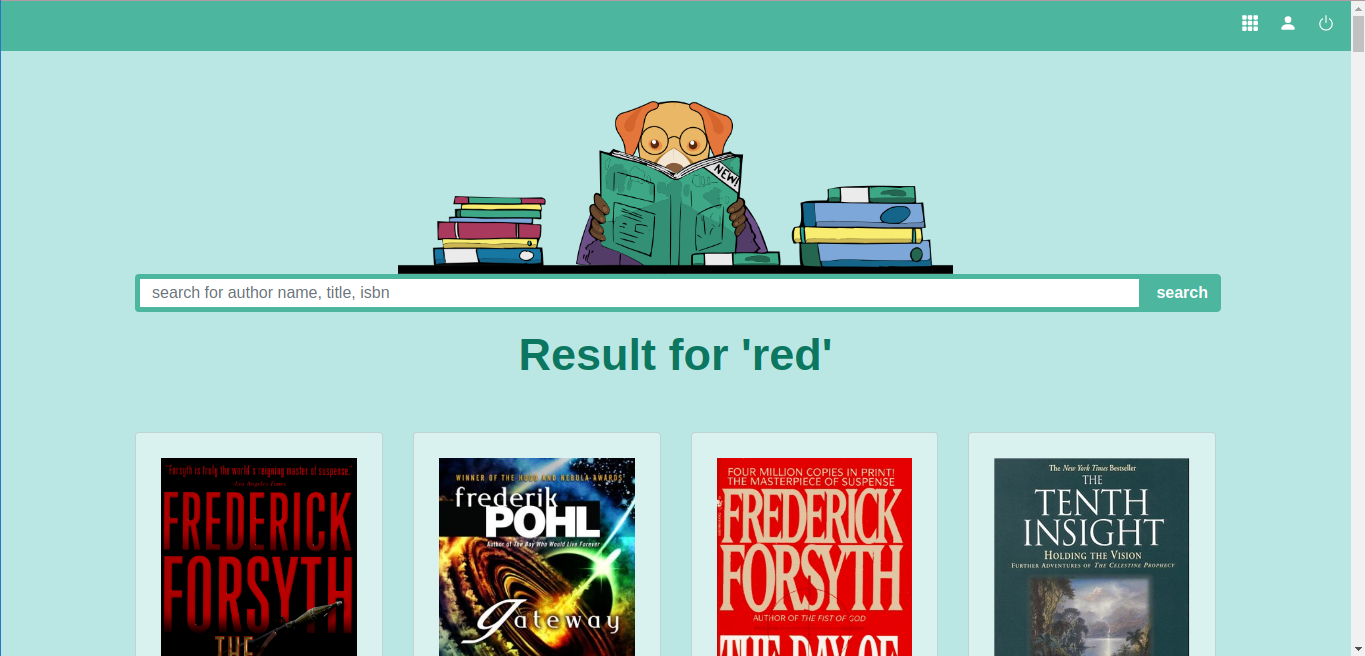 NEW!
search for author name, title, isbn
search
Result for 'red'
"Forsyth is truly the world's reigning master of suspense."
-Los Angeles Times
FREDERICK
FORSYTH
THE
WINNER OF THE HUGO AND NEBULA AWARDS
frederik
POHL
Author of The Day Who Would Live Forever
gateway
FOUR MILLION COPIES IN PRINT!
THE MASTERPIECE OF SUSPENSE
FREDERICK
FORSYTH
AUTHOR OF THE FIST OF GOD
THE DAY OF
The New York Times Bestseller
THE
TENTH
INSIGHT
HOLDING THE VISION
FURTHER ADVENTURES OF THE CELESTINE PROPHECY